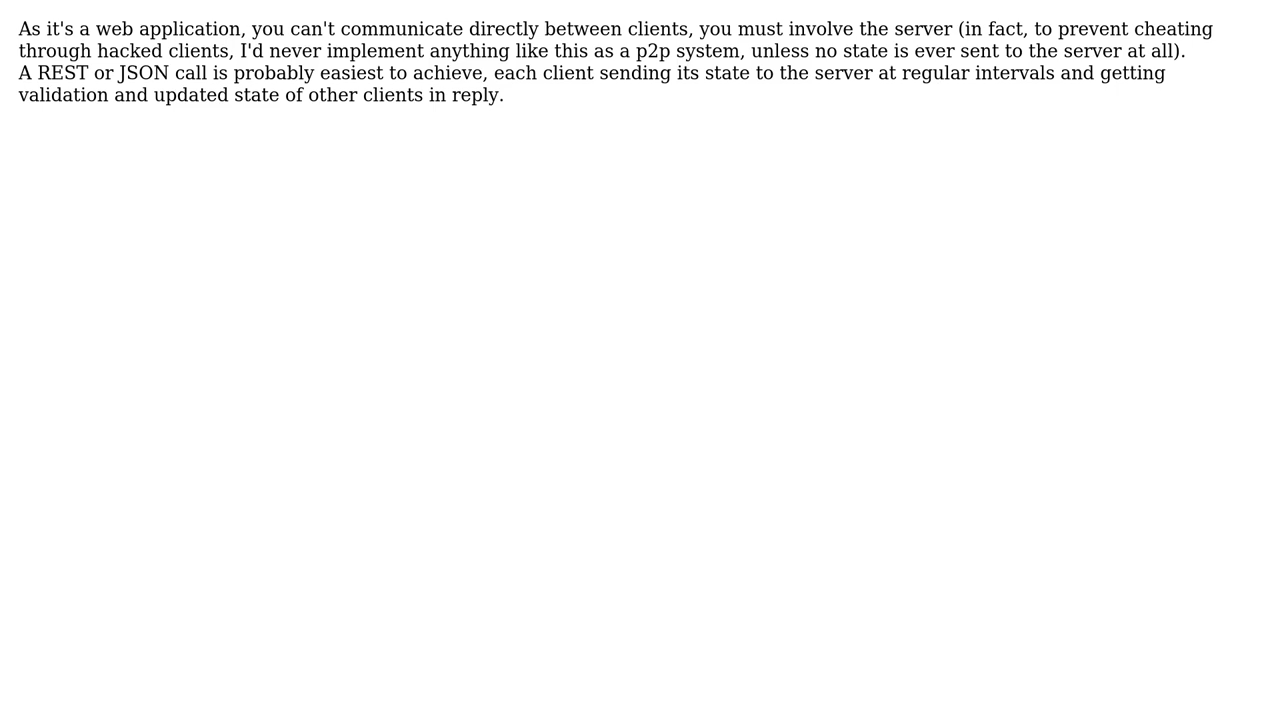 As it's a web application, you can't communicate directly between clients, you must involve the server (in fact, to prevent cheating
through hacked clients, I'd never implement anything like this as a p2p system, unless no state is ever sent to the server at all).
A REST or JSON call is probably easiest to achieve, each client sending its state to the server at regular intervals and getting
validation and updated state of other clients in reply.